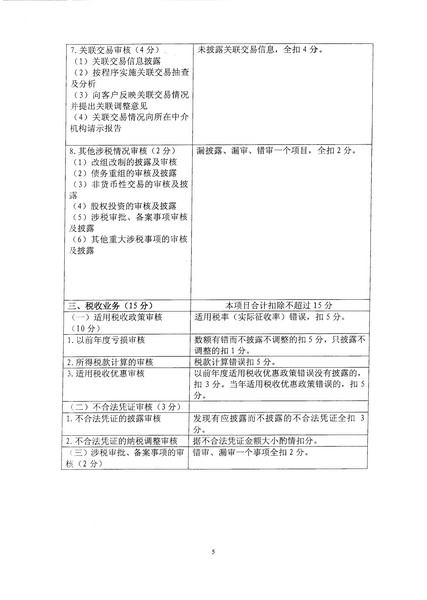 7. 关联交易审核（4 分）
（1）关联交易信息披露
（2）按程序实施关联交易抽查
及分析
（3）向客户反映关联交易情况
并提出关联调整意见
（4）关联交易情况向所在中介
机构请示报告
未披露关联交易信息，全扣 4 分。
8. 其他涉税情况审核（2 分）
（1）改组改制的披露及审核
（2）债务重组的审核及披露
（3）非货币性交易的审核及披
露
（4）股权投资的审核及披露
（5）涉税审批、备案事项审核
及披露
（6）其他重大涉税事项的审核
及披露
漏披露、漏审、错审一个项目，全扣 2 分。
三、税收业务（15 分）
本项目合计扣除不超过 15 分
（一）适用税收政策审核
（10 分）
适用税率（实际征收率）错误，扣 5 分。
1. 以前年度亏损审核
数额有错而不披露不调整的扣 5 分，只披露不
调整的扣 1 分。
2. 所得税款计算的审核
税款计算错误扣 5 分。
3. 适用税收优惠审核
以前年度适用税收优惠政策错误没有披露的，
扣 3 分。当年适用税收优惠政策错误的，扣 5
分。
（二）不合法凭证审核（3 分）
1. 不合法凭证的披露审核
发现有应披露而不披露的不合法凭证全扣 3
分。
2. 不合法凭证的纳税调整审核
据不合法凭证金额大小酌情扣分。
（三）涉税审批、备案事项的审
核（2 分）
错审、漏审一个事项全扣 2 分。
5